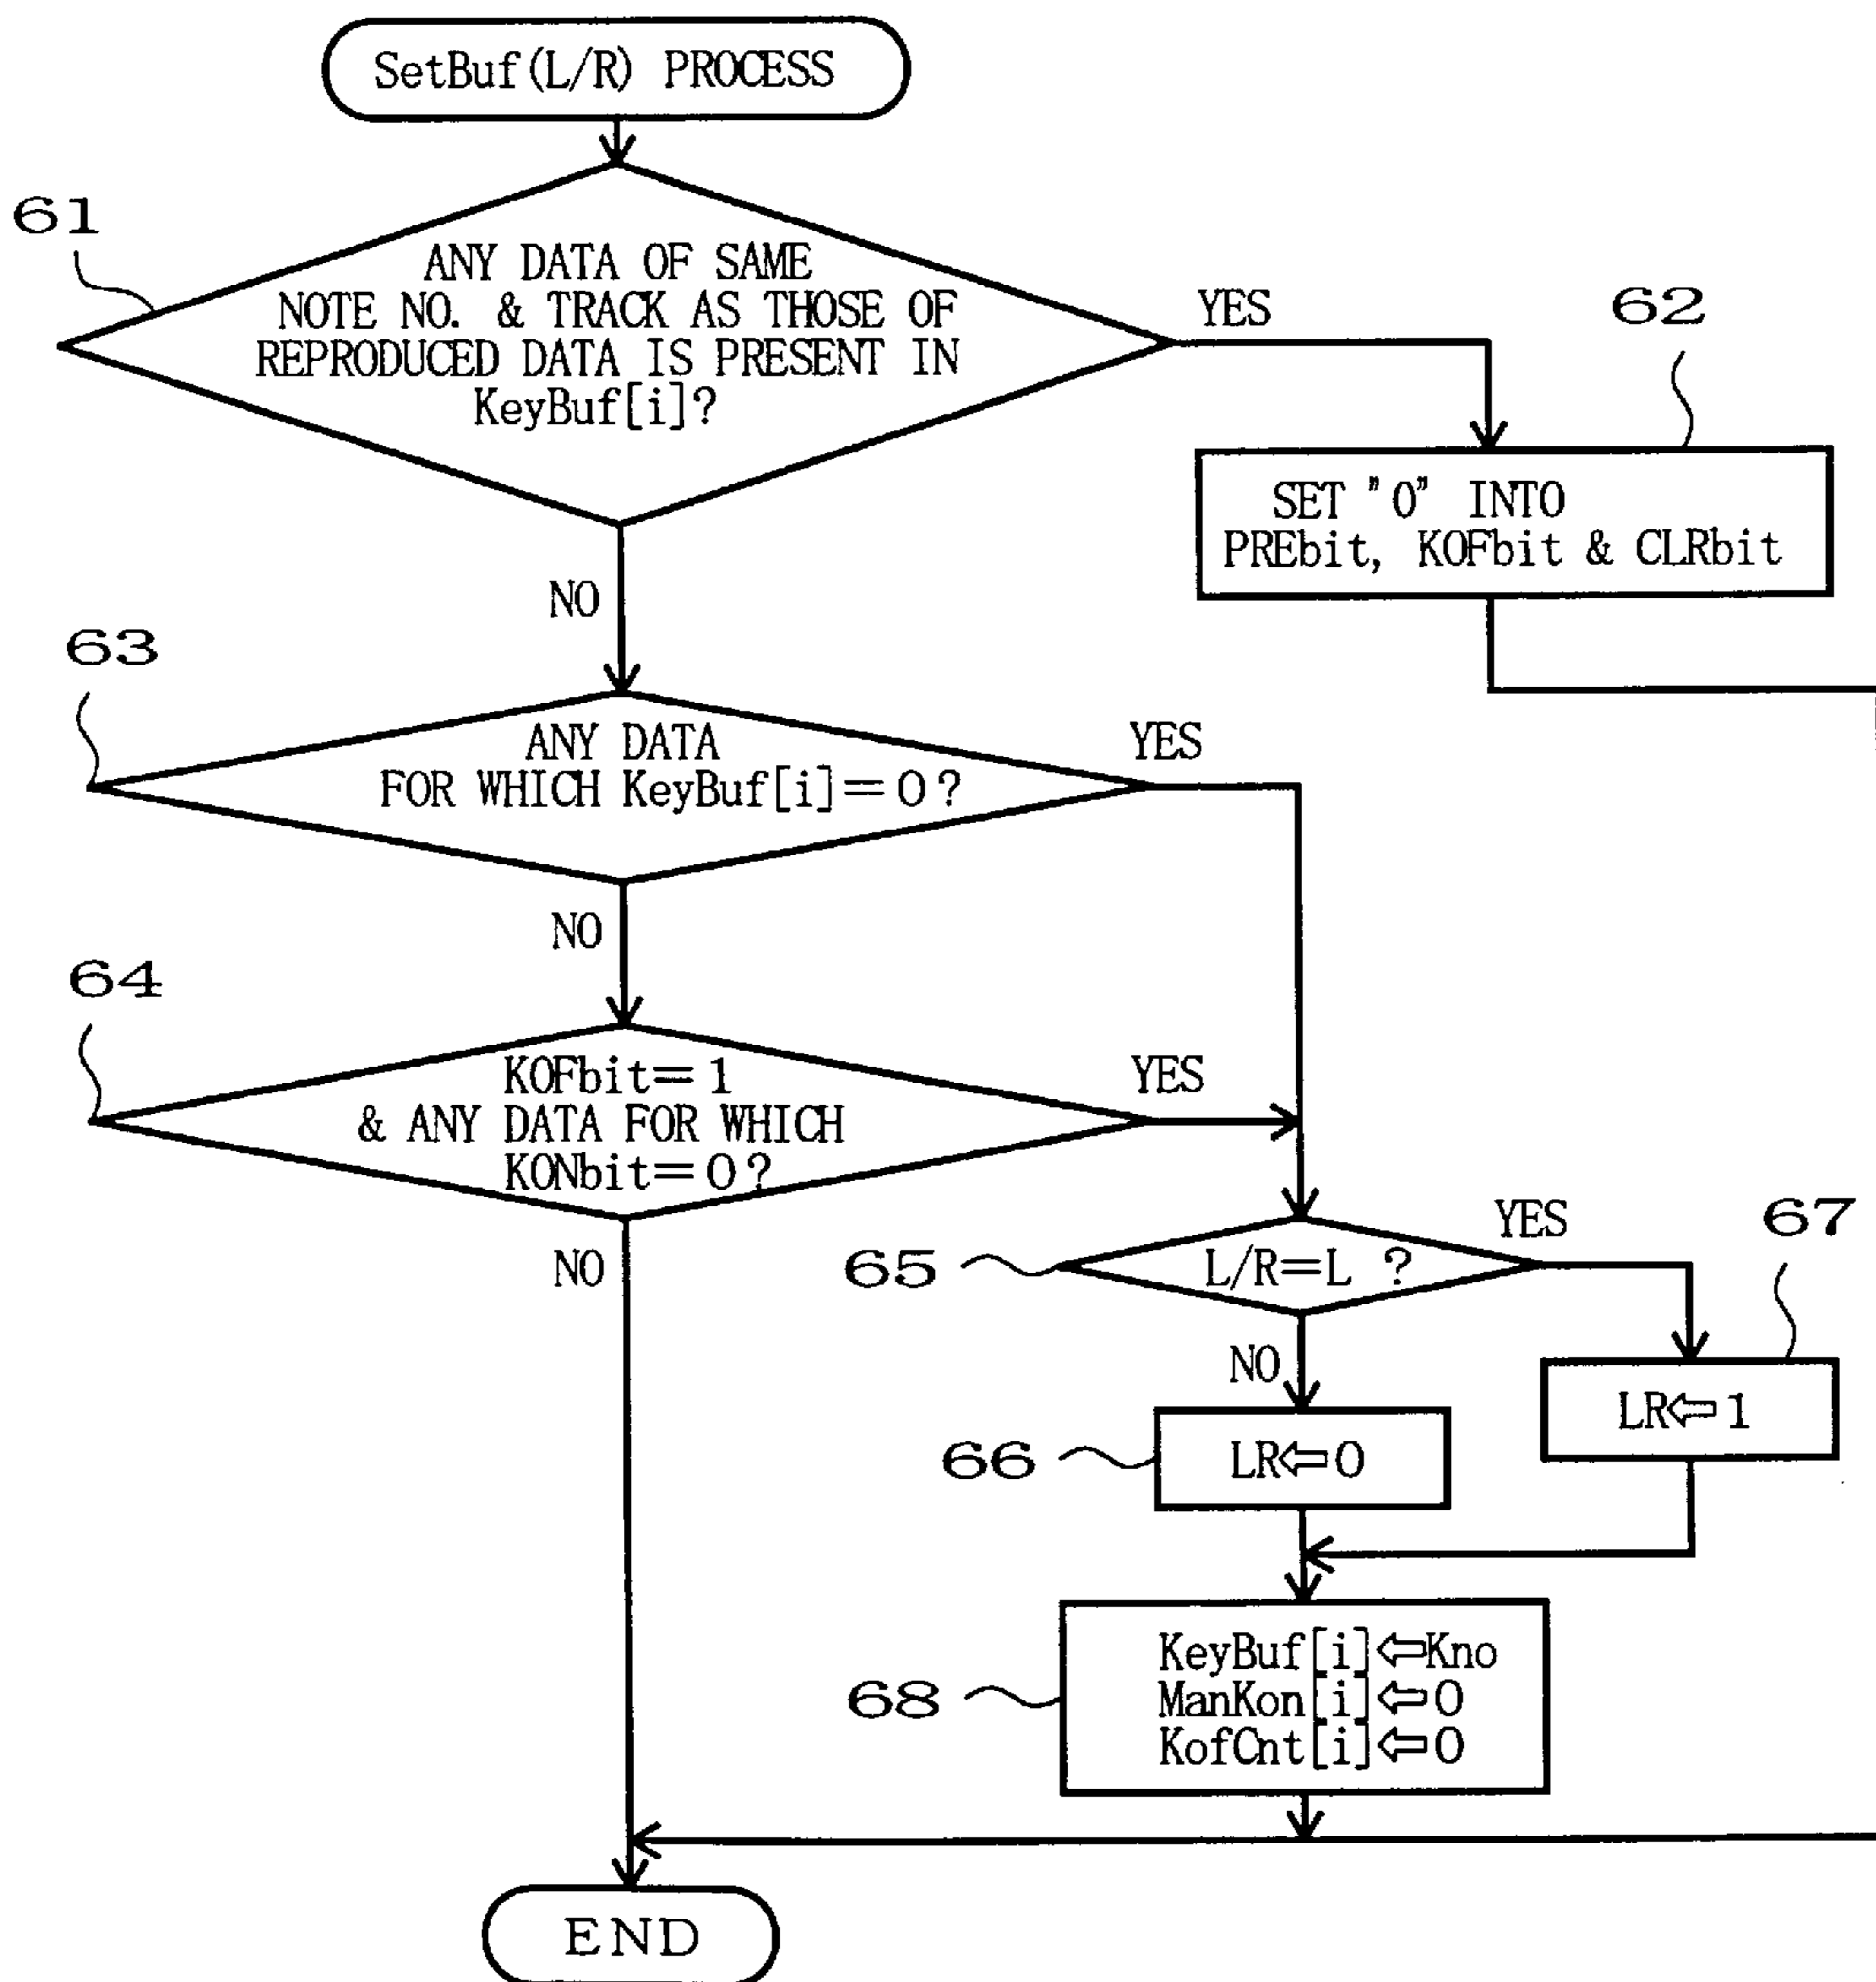 SetBuf(L/R) PROCESS
61
ANY DATA OF SAME
NOTE NO. & TRACK AS THOSE OF
REPRODUCED DATA IS PRESENT IN
KeyBuf[i]?
YES
62
SET "0" INTO
PREbit, KOFbit & CLRbit
NO
63
ANY DATA
FOR WHICH KeyBuf[i]=0?
YES
NO
64
KOFbit=1
& ANY DATA FOR WHICH
KONbit=0?
YES
NO
65
L/R=L ?
YES
67
LR⇦1
NO
66
LR⇦0
68
KeyBuf[i]⇦Kno
ManKon[i]⇦0
KofCnt[i]⇦0
END